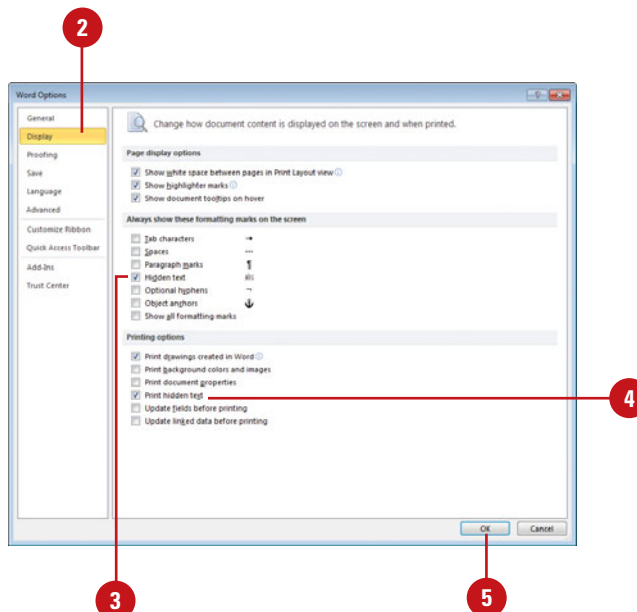 2
Word Options
General
Display
Proofing
Save
Language
Advanced
Customize Ribbon
Quick Access Toolbar
Add-Ins
Trust Center
Change how document content is displayed on the screen and when printed.
Page display options
Show white space between pages in Print Layout view
Show highlighter marks
Show document tooltips on hover
Always show these formatting marks on the screen
Tab characters →
Spaces ···
Paragraph marks ¶
Hidden text abc
Optional hyphens ¬
Object anchors
Show all formatting marks
Printing options
Print drawings created in Word
Print background colors and images
Print document properties
Print hidden text
Update fields before printing
Update linked data before printing
4
OK Cancel
3 5